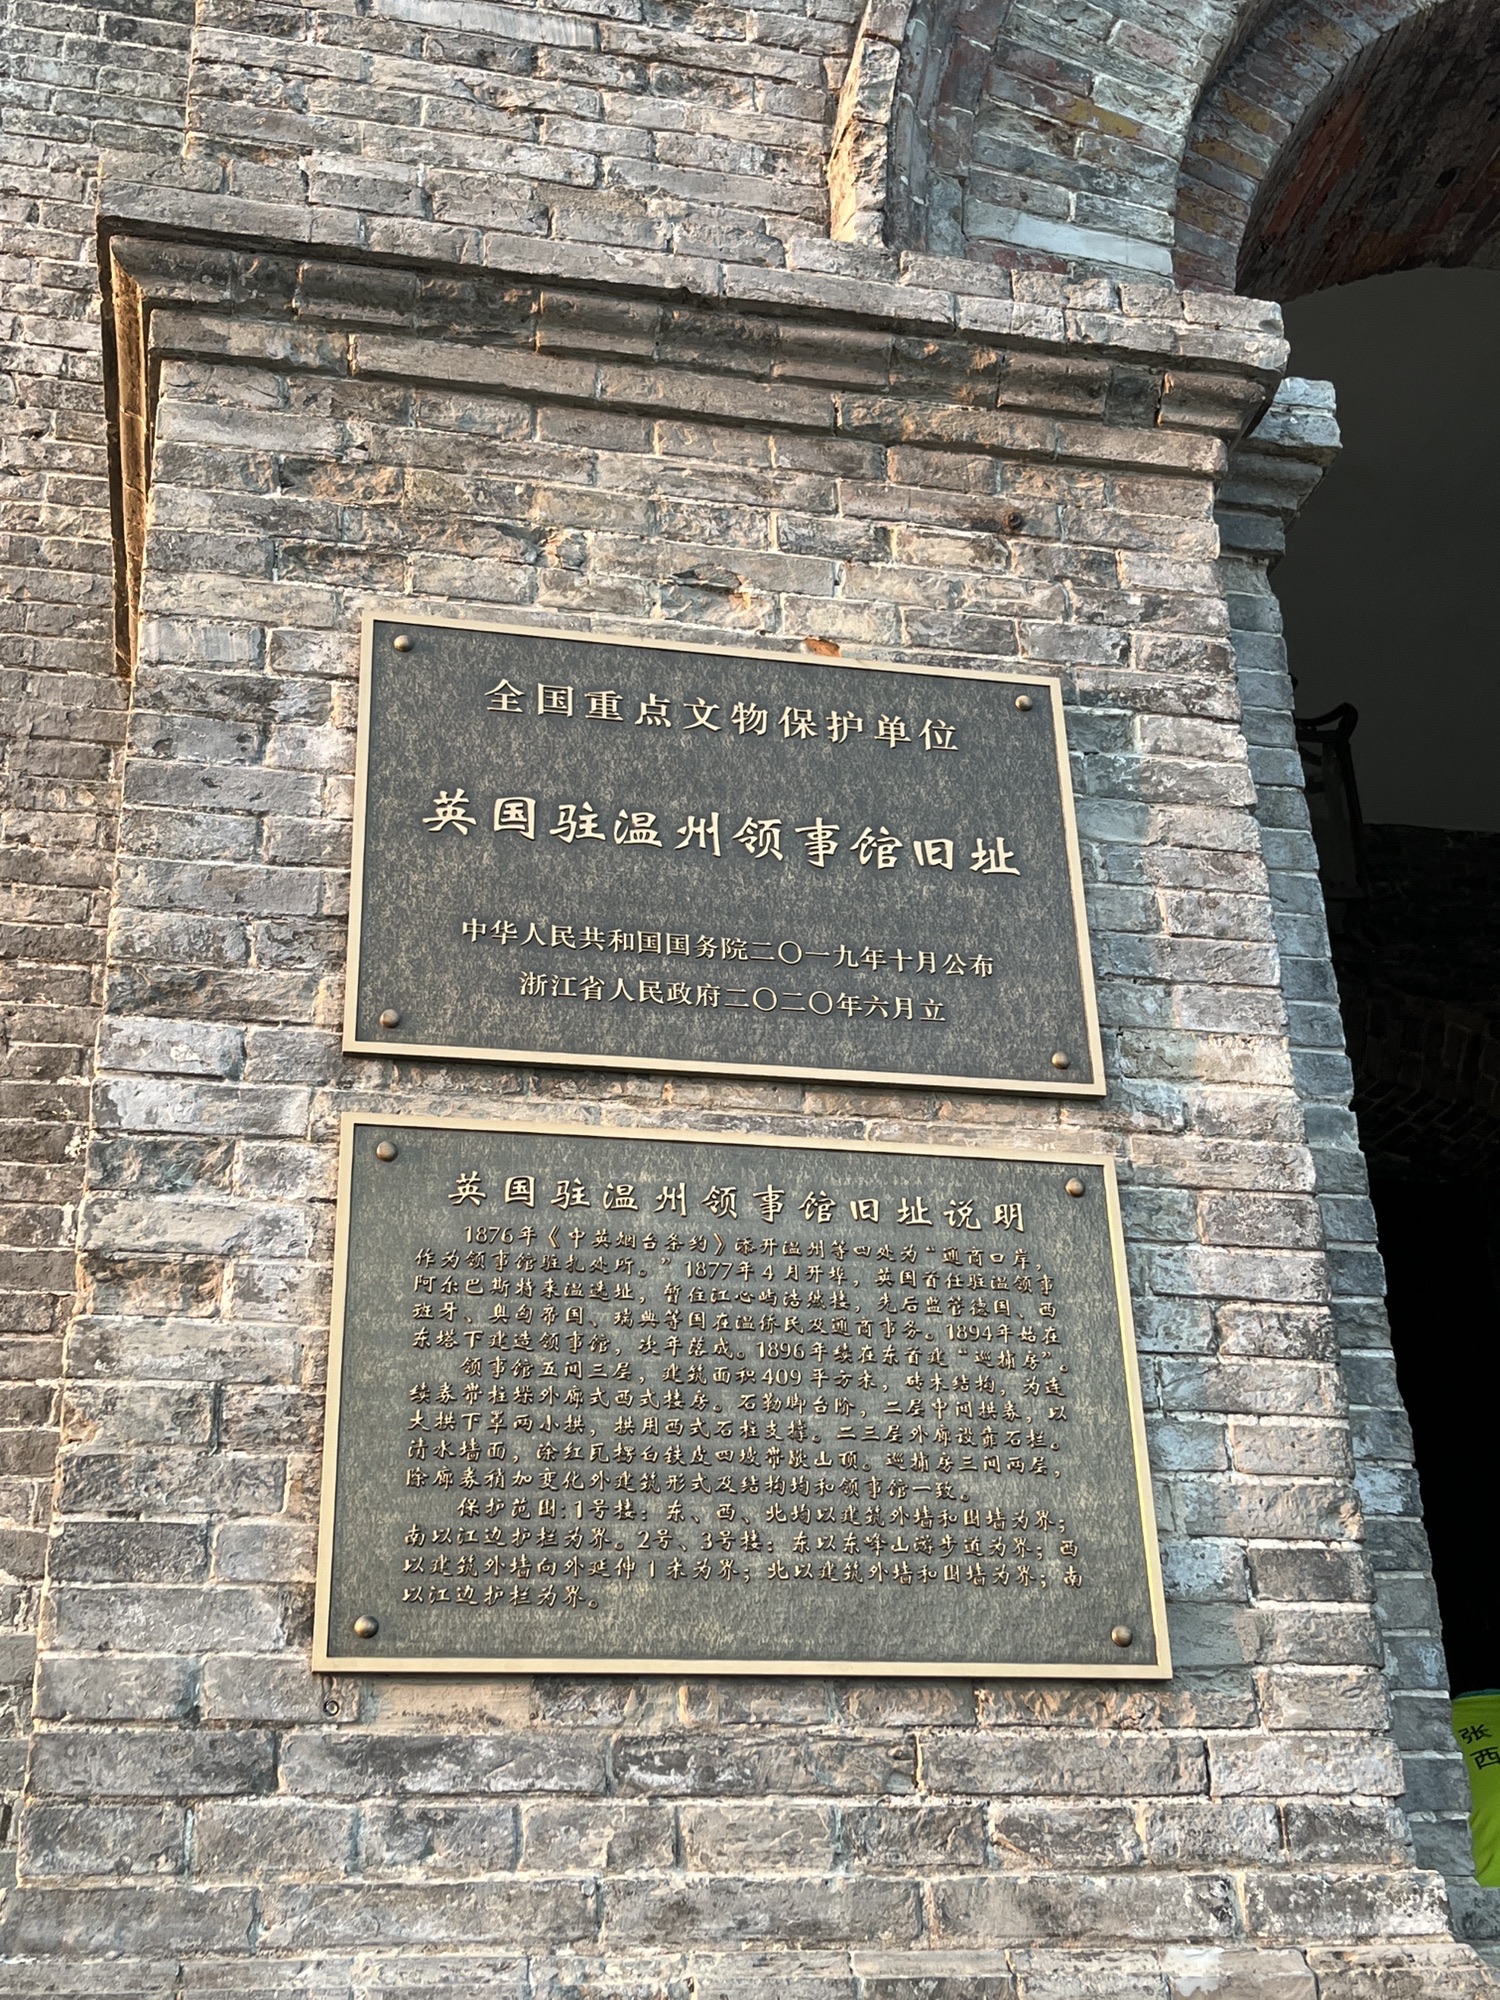 全国重点文物保护单位
英国驻温州领事馆旧址
中华人民共和国国务院二〇一九年十月公布
浙江省人民政府二〇二〇年六月立
英国驻温州领事馆旧址说明
1876年《中英烟台条约》添开温州等四处为“通商口岸，
作为领事馆驻扎处所。”1877年4月开埠，英国首任驻温领事
阿尔巴斯特来温选址，暂住江心屿浩然楼，先后监管德国、西
班牙、奥匈帝国、瑞典等国在温侨民及通商事务。1894年始在
东塔下建造领事馆，次年落成。1896年续在东首建“巡捕房”。
领事馆五间三层，建筑面积409平方米，砖木结构，为连
续券带柱垛外廊式西式楼房。石勒脚台阶，二层中间拱券，以
大拱下罩两小拱，拱用西式石柱支撑。二三层外廊设靠石栏。
清水墙面，涂红瓦楞白铁皮四坡带歇山顶。巡捕房三间两层，
除廊券稍加变化外建筑形式及结构均和领事馆一致。
保护范围：1号楼：东、西、北均以建筑外墙和围墙为界；
南以江边护栏为界。2号、3号楼：东以东峰山游步道为界；西
以建筑外墙向外延伸1米为界；北以建筑外墙和围墙为界；南
以江边护栏为界。
张
西